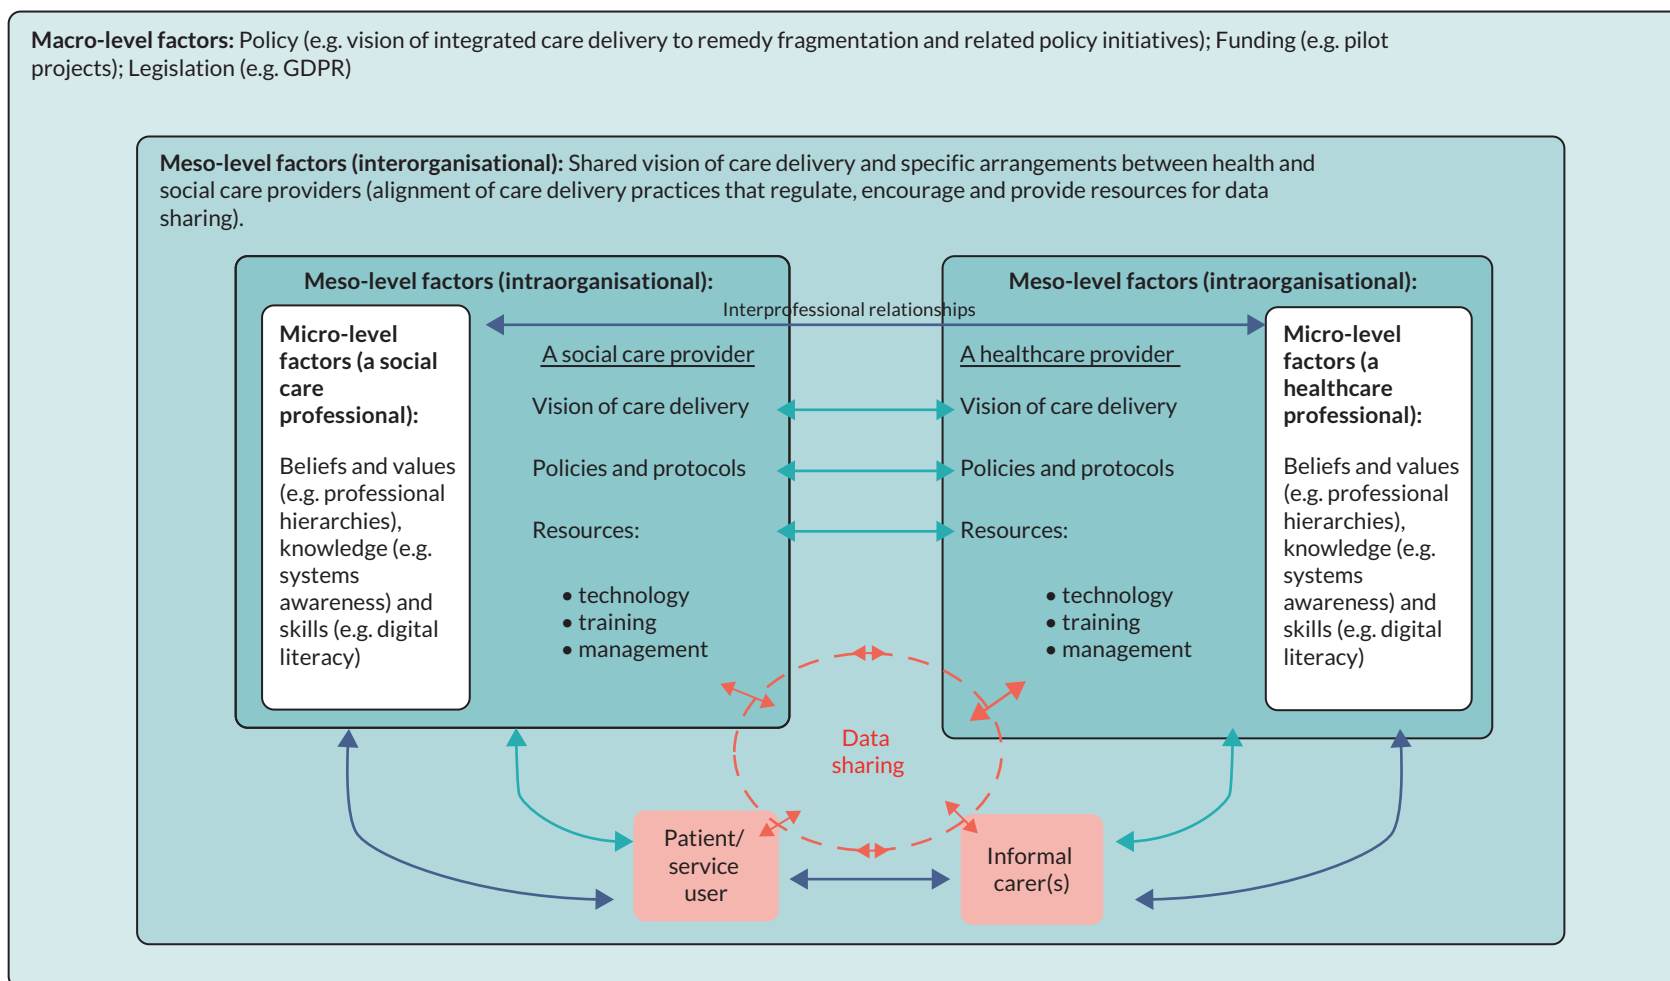 Macro-level factors: Policy (e.g. vision of integrated care delivery to remedy fragmentation and related policy initiatives); Funding (e.g. pilot
projects); Legislation (e.g. GDPR)
Meso-level factors (interorganisational): Shared vision of care delivery and specific arrangements between health and
social care providers (alignment of care delivery practices that regulate, encourage and provide resources for data
sharing).
Meso-level factors (intraorganisational):
Micro-level
factors (a social
care
professional):
Beliefs and values
(e.g. professional
hierarchies),
knowledge (e.g.
systems
awareness) and
skills (e.g. digital
literacy)
Interprofessional relationships
A social care provider
Vision of care delivery
Policies and protocols
Resources:
• technology
• training
• management
Meso-level factors (intraorganisational):
A healthcare provider
Vision of care delivery
Policies and protocols
Resources:
• technology
• training
• management
Micro-level
factors (a
healthcare
professional):
Beliefs and values
(e.g. professional
hierarchies),
knowledge (e.g.
systems
awareness) and
skills (e.g. digital
literacy)
Data
sharing
Patient/
service
user
Informal
carer(s)